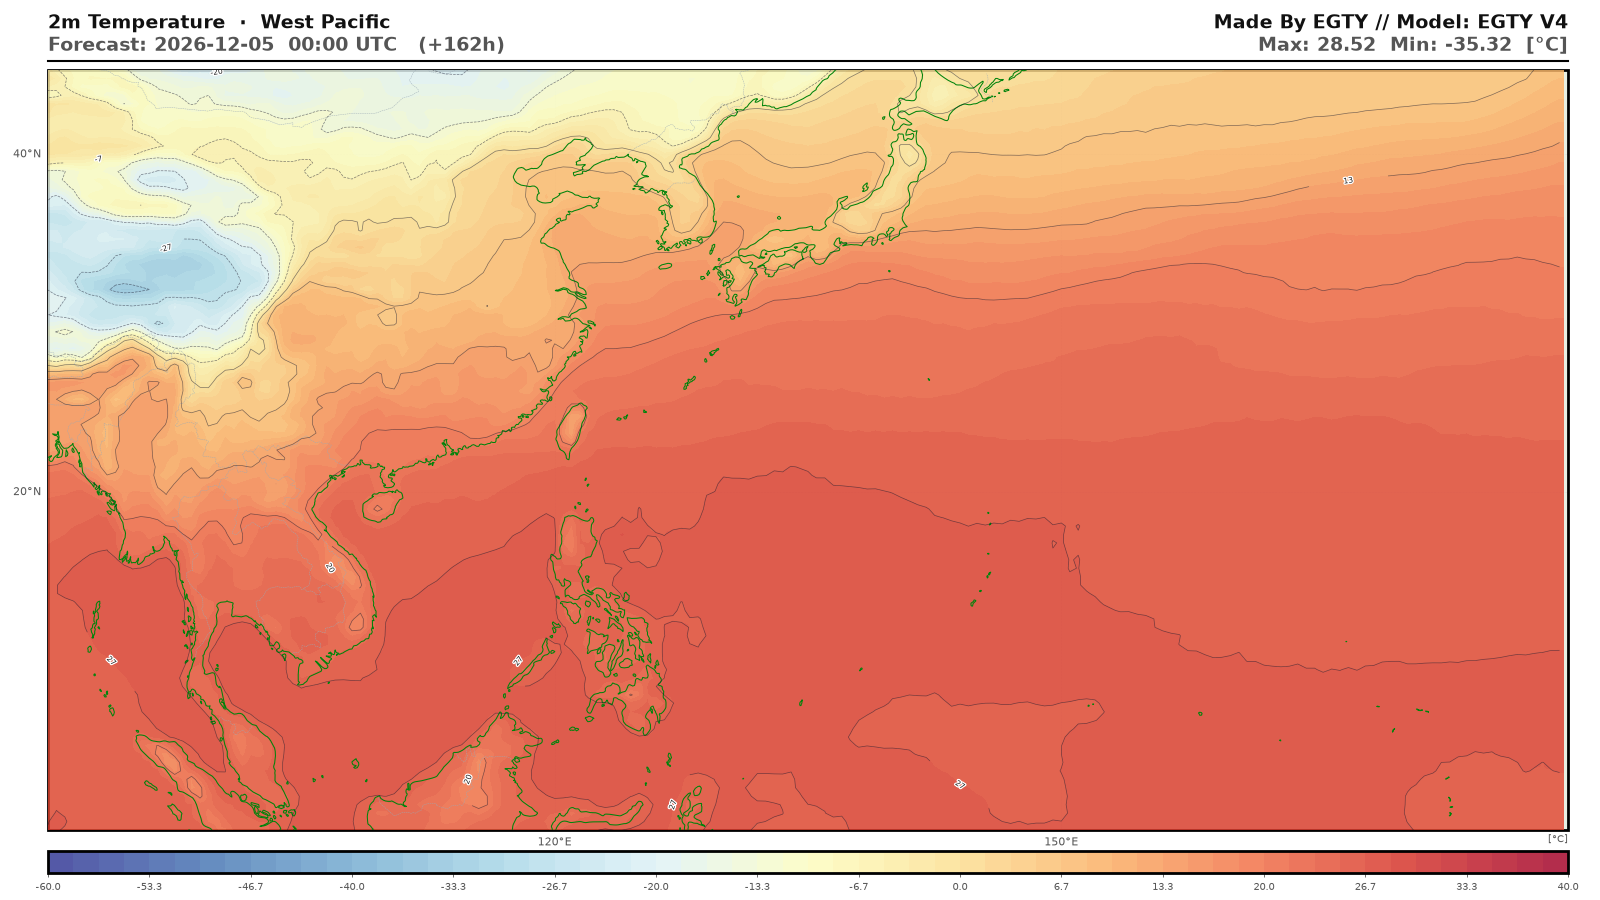 2m Temperature · West Pacific
Made By EGTY // Model: EGTY V4
Forecast: 2026-12-05 00:00 UTC (+162h)
Max: 28.52 Min: -35.32 [°C]
-20
40°N
-7
13
-27
20°N
20
27
27
20
27
27
120°E
150°E
[°C]
-60.0
-53.3
-46.7
-40.0
-33.3
-26.7
-20.0
-13.3
-6.7
0.0
6.7
13.3
20.0
26.7
33.3
40.0